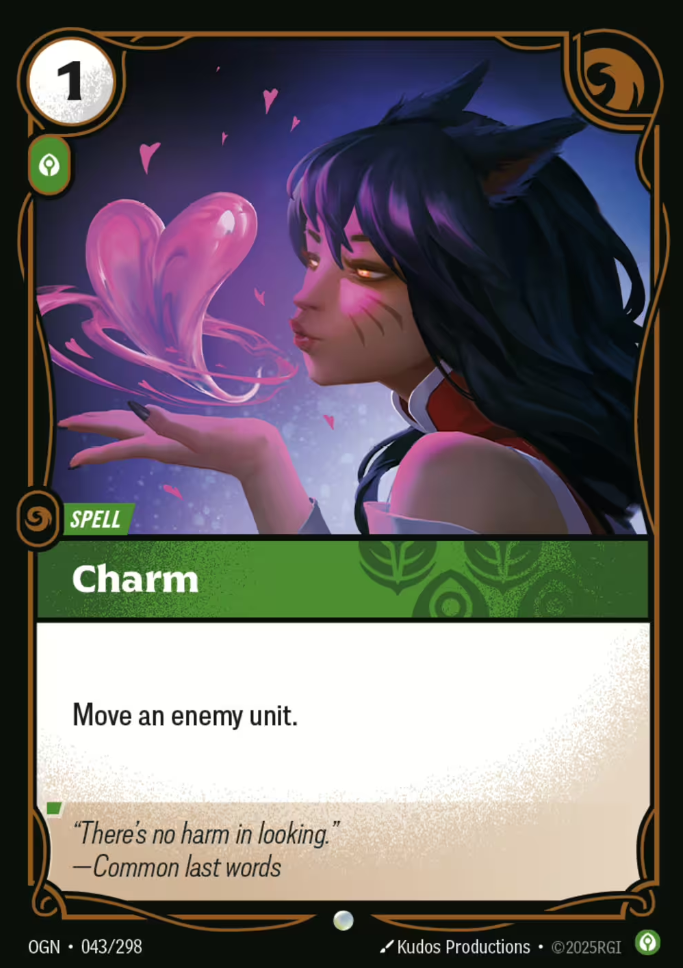 1
SPELL
Charm
Move an enemy unit.
“There’s no harm in looking.”
—Common last words
OGN • 043/298
Kudos Productions • ©2025RGI